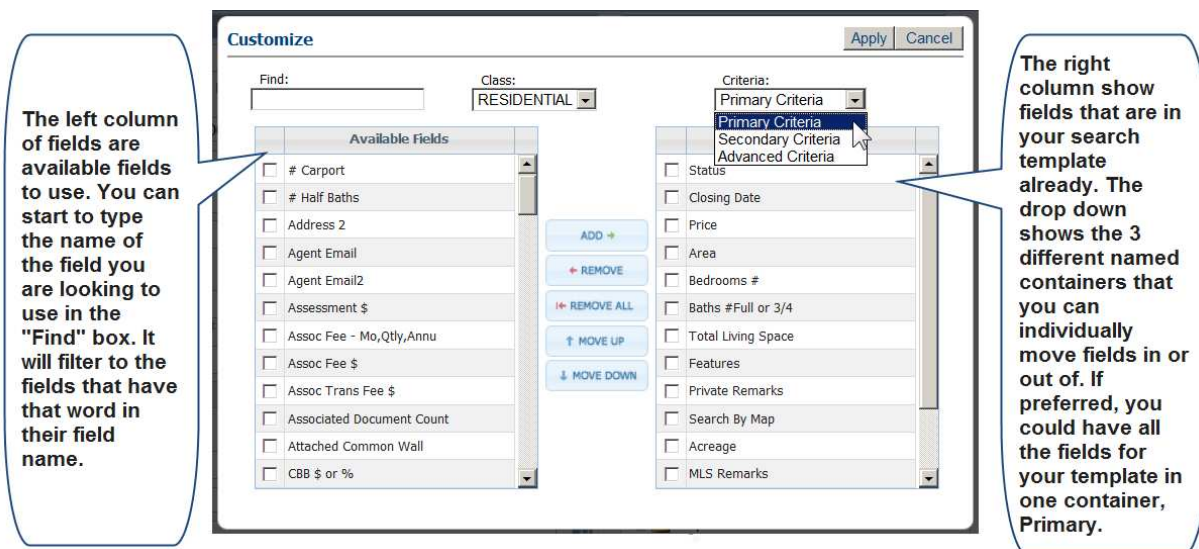 The left column
of fields are
available fields
to use. You can
start to type
the name of
the field you
are looking to
use in the
"Find" box. It
will filter to the
fields that have
that word in
their field
name.
Customize
Apply
Cancel
Find:
Class:
RESIDENTIAL
Criteria:
Primary Criteria
Primary Criteria
Secondary Criteria
Advanced Criteria
Available Fields
# Carport
# Half Baths
Address 2
Agent Email
Agent Email2
Assessment $
Assoc Fee - Mo,Qtly,Annu
Assoc Fee $
Assoc Trans Fee $
Associated Document Count
Attached Common Wall
CBB $ or %
ADD
REMOVE
REMOVE ALL
MOVE UP
MOVE DOWN
Status
Closing Date
Price
Area
Bedrooms #
Baths #Full or 3/4
Total Living Space
Features
Private Remarks
Search By Map
Acreage
MLS Remarks
The right
column show
fields that are in
your search
template
already. The
drop down
shows the 3
different named
containers that
you can
individually
move fields in or
out of. If
preferred, you
could have all
the fields for
your template in
one container,
Primary.